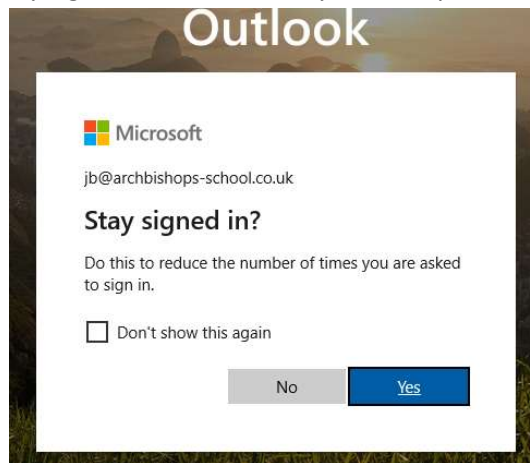 Outlook
Microsoft
jb@archbishops-school.co.uk
Stay signed in?
Do this to reduce the number of times you are asked
to sign in.
Don't show this again
No
Yes